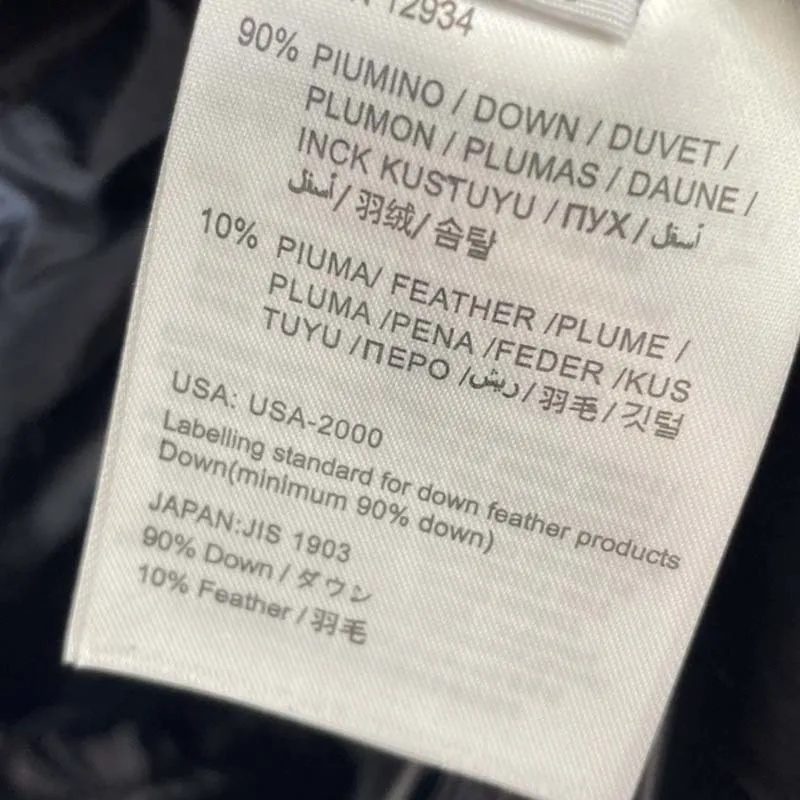 12934
90% PIUMINO / DOWN / DUVET /
PLUMON / PLUMAS / DAUNE /
INCK KUSTUYU / ПУХ / أسفل
أسفل / 羽绒 / 솜털
10% PIUMA/ FEATHER /PLUME /
PLUMA /PENA /FEDER /KUS
TUYU /ПЕРО /ريش / 羽毛 / 깃털
USA: USA-2000
Labelling standard for down feather products
Down(minimum 90% down)
JAPAN:JIS 1903
90% Down / ダウン
10% Feather / 羽毛